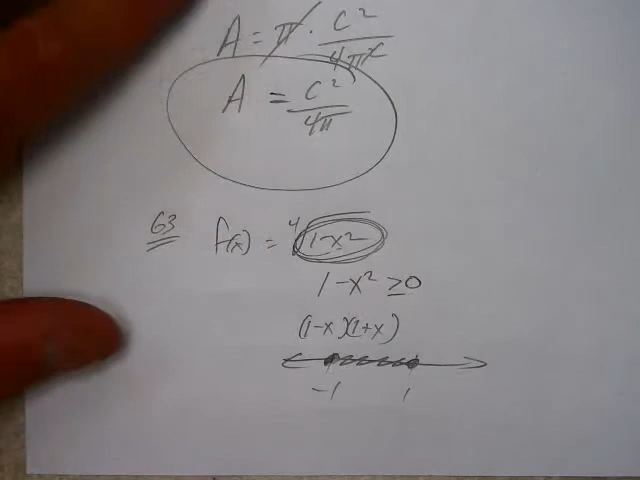 A = π · C² / 4π²
A = C² / 4π
63 f(x) = ⁴√1-x²
1-x² ≥0
(1-x)(1+x)
-1 1